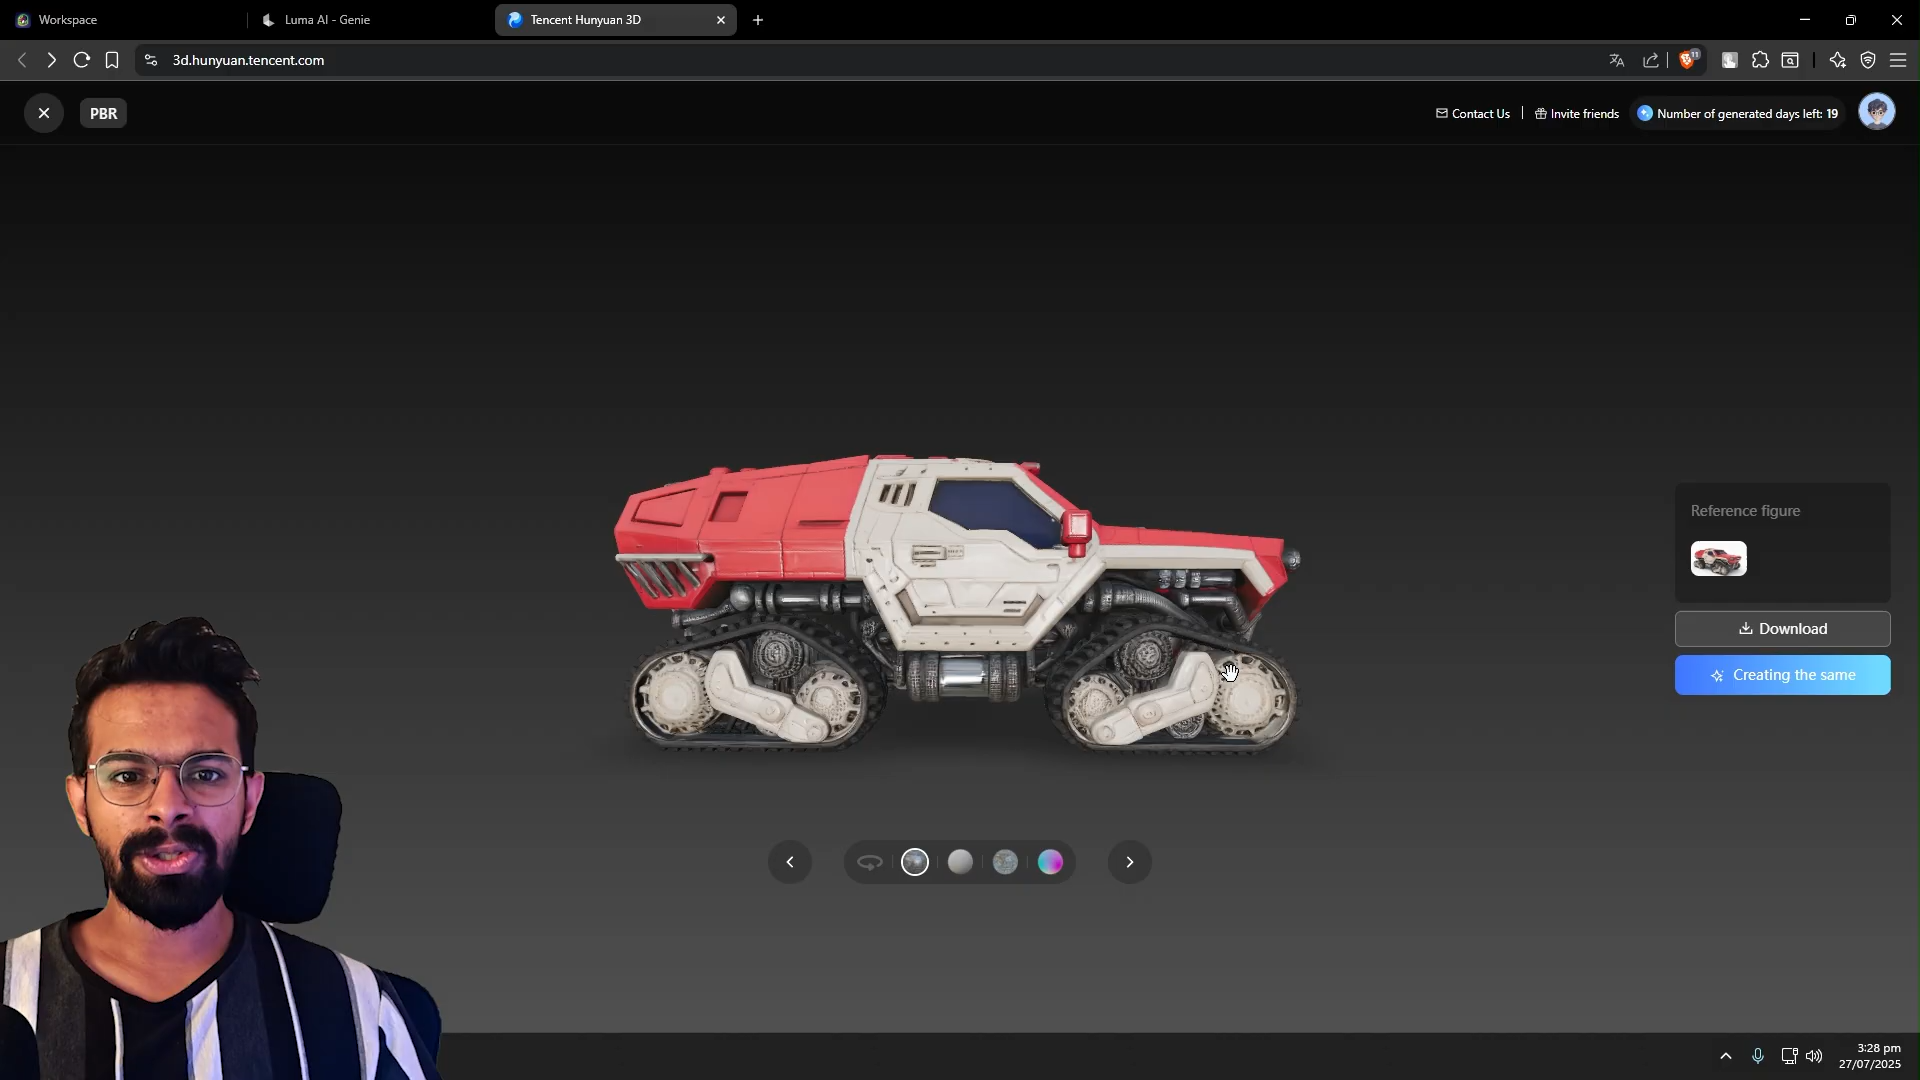 Workspace
Luma AI - Genie
Tencent Hunyuan 3D
3d.hunyuan.tencent.com
11
PBR
Contact Us
Invite friends
Number of generated days left: 19
Reference figure
Download
Creating the same
3:28 pm
27/07/2025